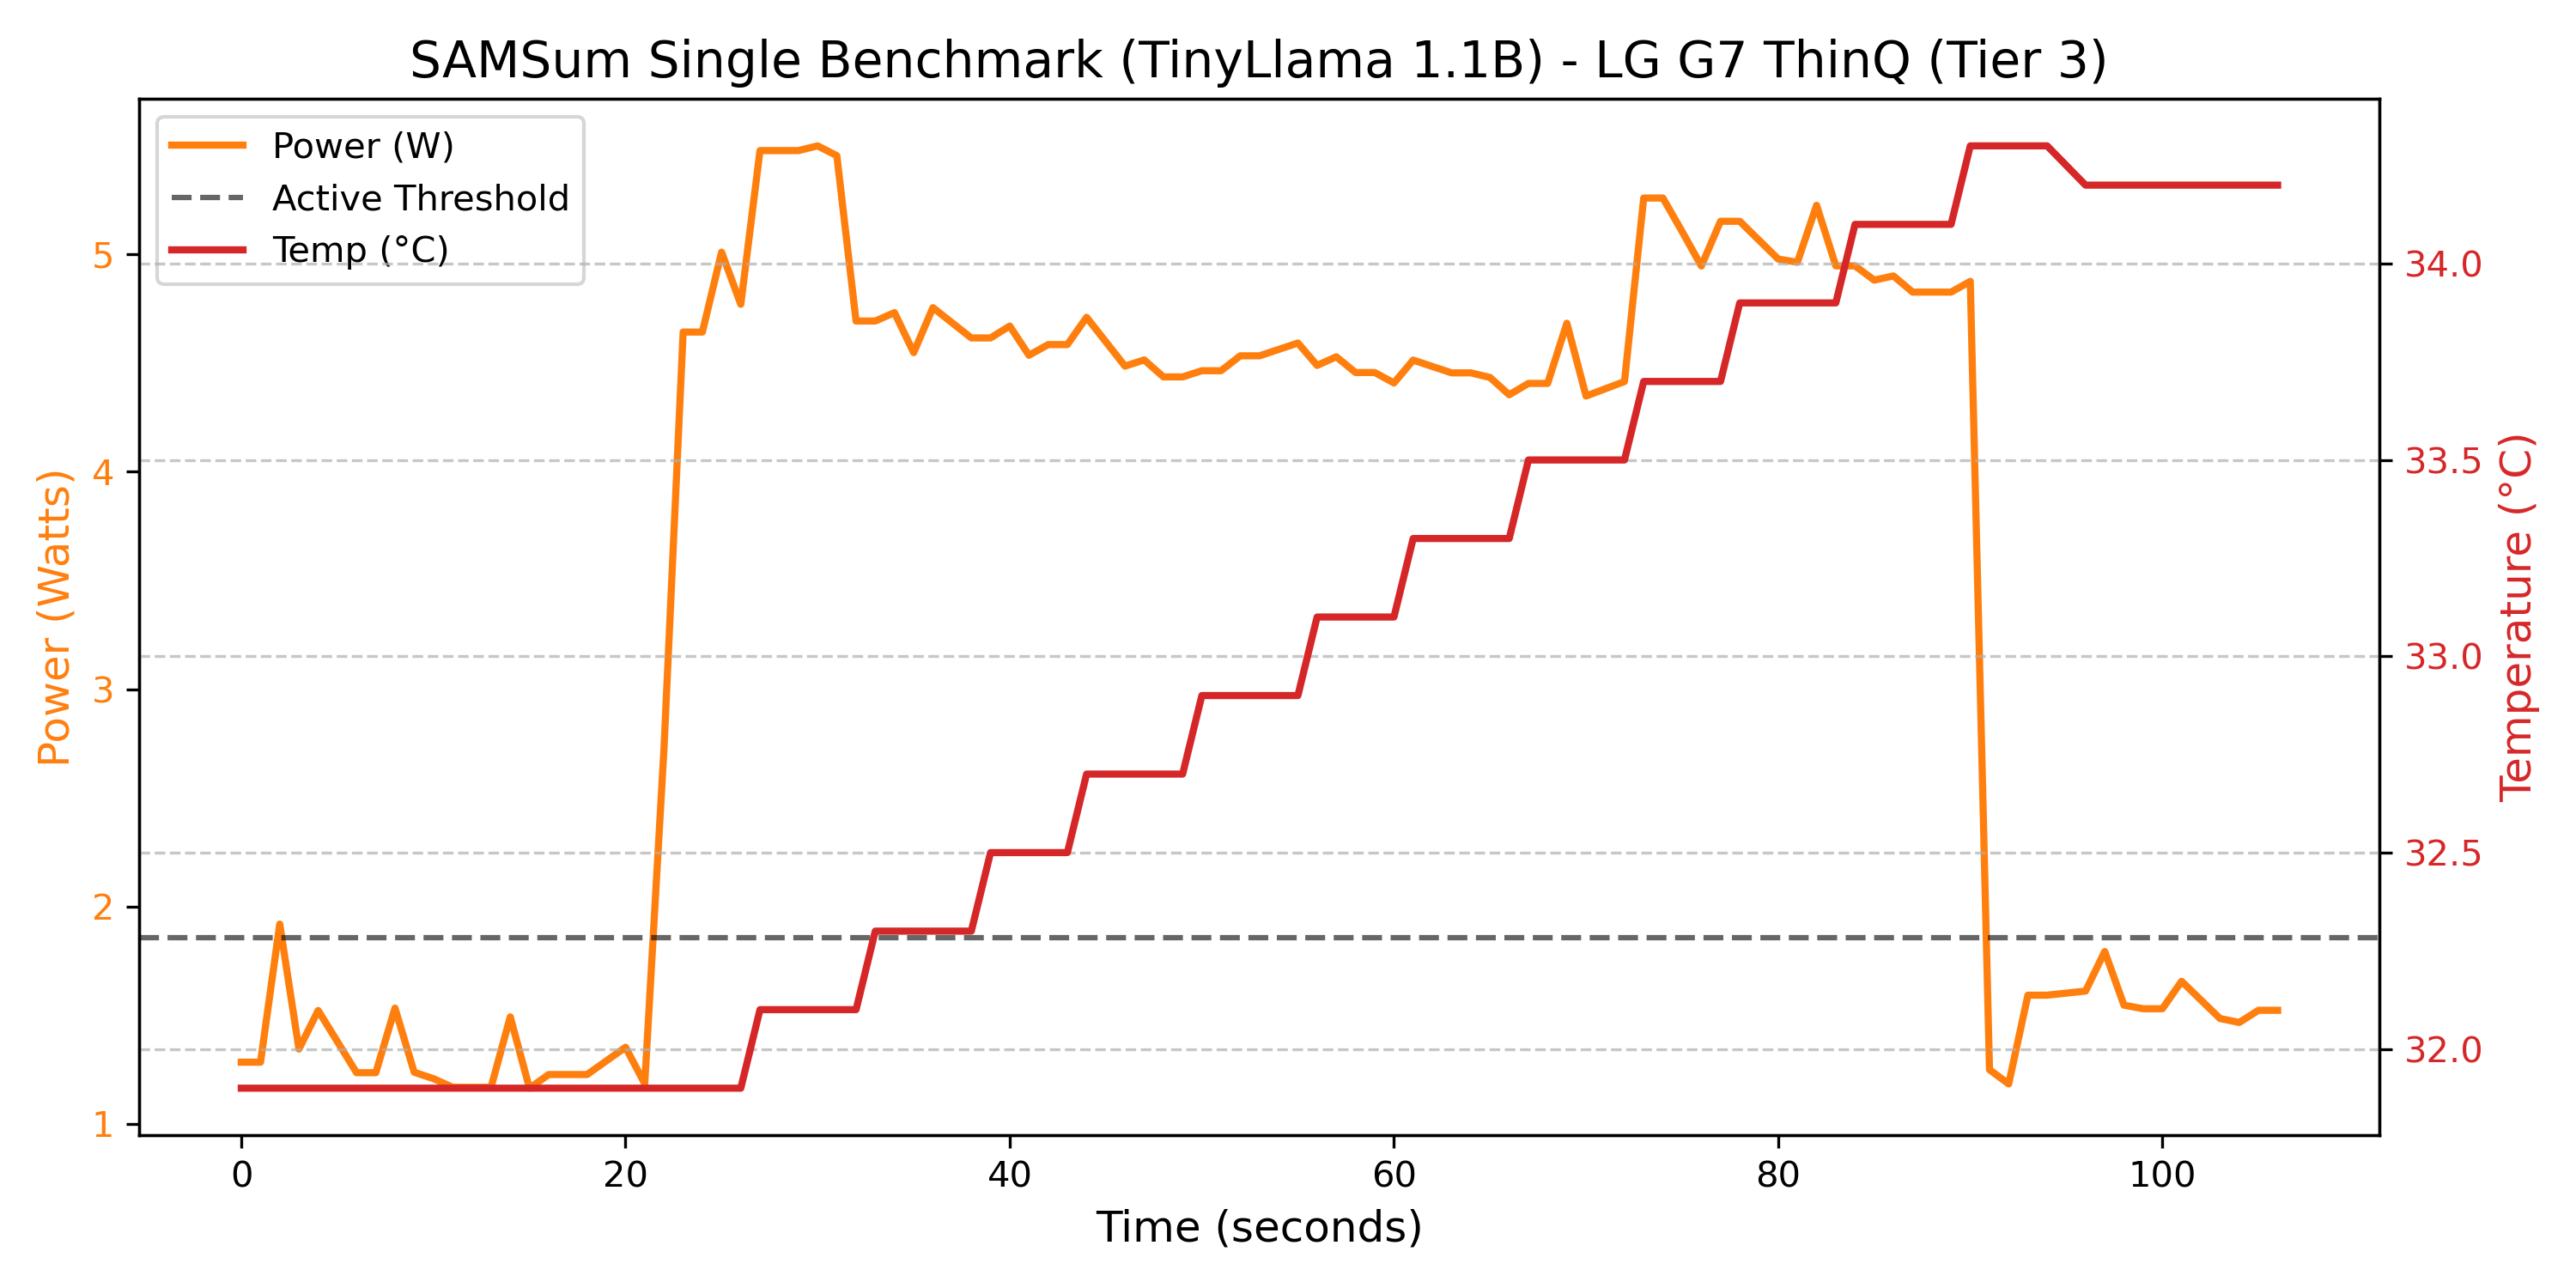 SAMSum Single Benchmark (TinyLlama 1.1B) - LG G7 ThinQ (Tier 3)
Power (W)
Active Threshold
Temp (°C)
Power (Watts)
5
4
3
2
1
34.0
33.5
33.0
32.5
32.0
Temperature (°C)
0
20
40
60
80
100
Time (seconds)